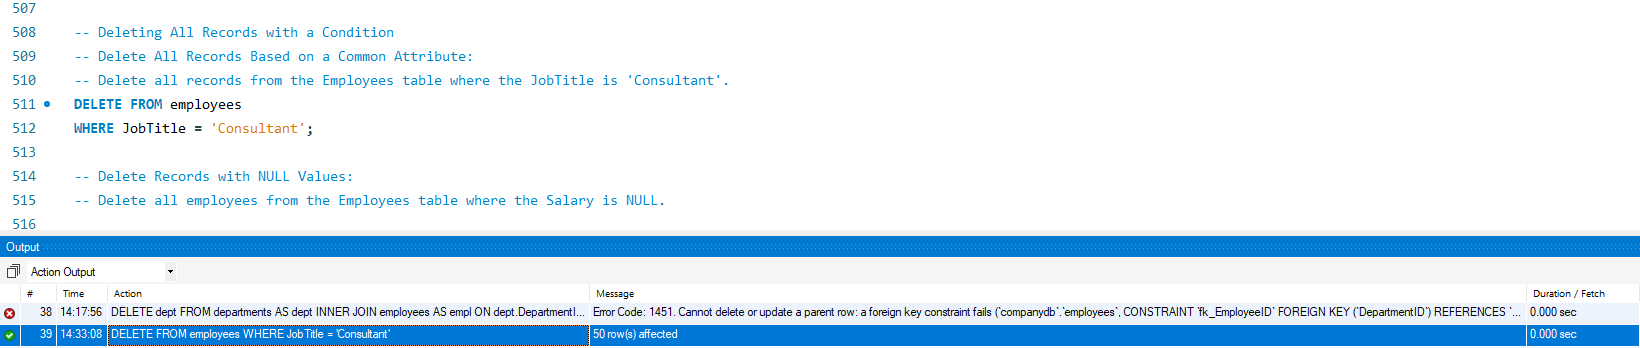 507
508 -- Deleting All Records with a Condition
509 -- Delete All Records Based on a Common Attribute:
510 -- Delete all records from the Employees table where the JobTitle is 'Consultant'.
511 DELETE FROM employees
512 WHERE JobTitle = 'Consultant';
513
514 -- Delete Records with NULL Values:
515 -- Delete all employees from the Employees table where the Salary is NULL.
516
Output
Action Output
# Time Action Message Duration / Fetch
38 14:17:56 DELETE dept FROM departments AS dept INNER JOIN employees AS empl ON dept.DepartmentI... Error Code: 1451. Cannot delete or update a parent row: a foreign key constraint fails (`companydb`.`employees`, CONSTRAINT `fk_EmployeeID` FOREIGN KEY (`DepartmentID`) REFERENCES `... 0.000 sec
39 14:33:08 DELETE FROM employees WHERE JobTitle = 'Consultant' 50 row(s) affected 0.000 sec